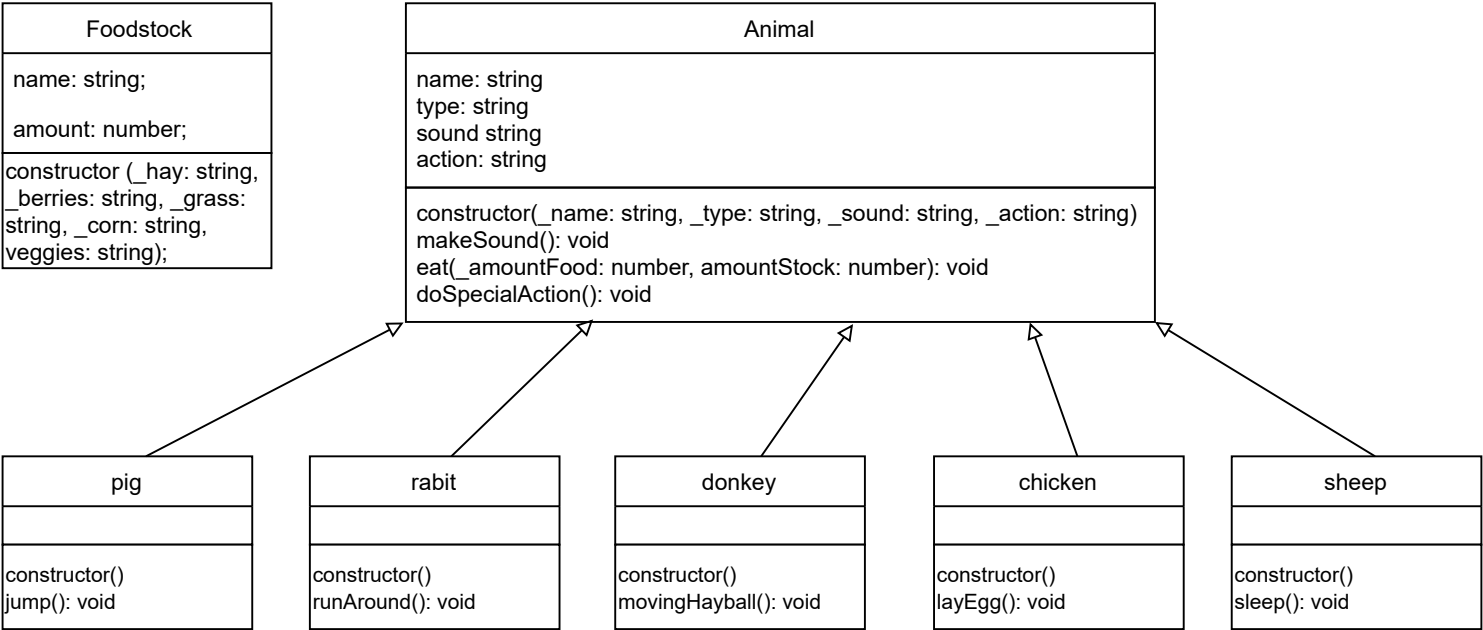 Foodstock
name: string;
amount: number;
constructor (_hay: string,
_berries: string, _grass:
string, _corn: string,
veggies: string);
Animal
name: string
type: string
sound string
action: string
constructor(_name: string, _type: string, _sound: string, _action: string)
makeSound(): void
eat(_amountFood: number, amountStock: number): void
doSpecialAction(): void
pig
constructor()
jump(): void
rabit
constructor()
runAround(): void
donkey
constructor()
movingHayball(): void
chicken
constructor()
layEgg(): void
sheep
constructor()
sleep(): void